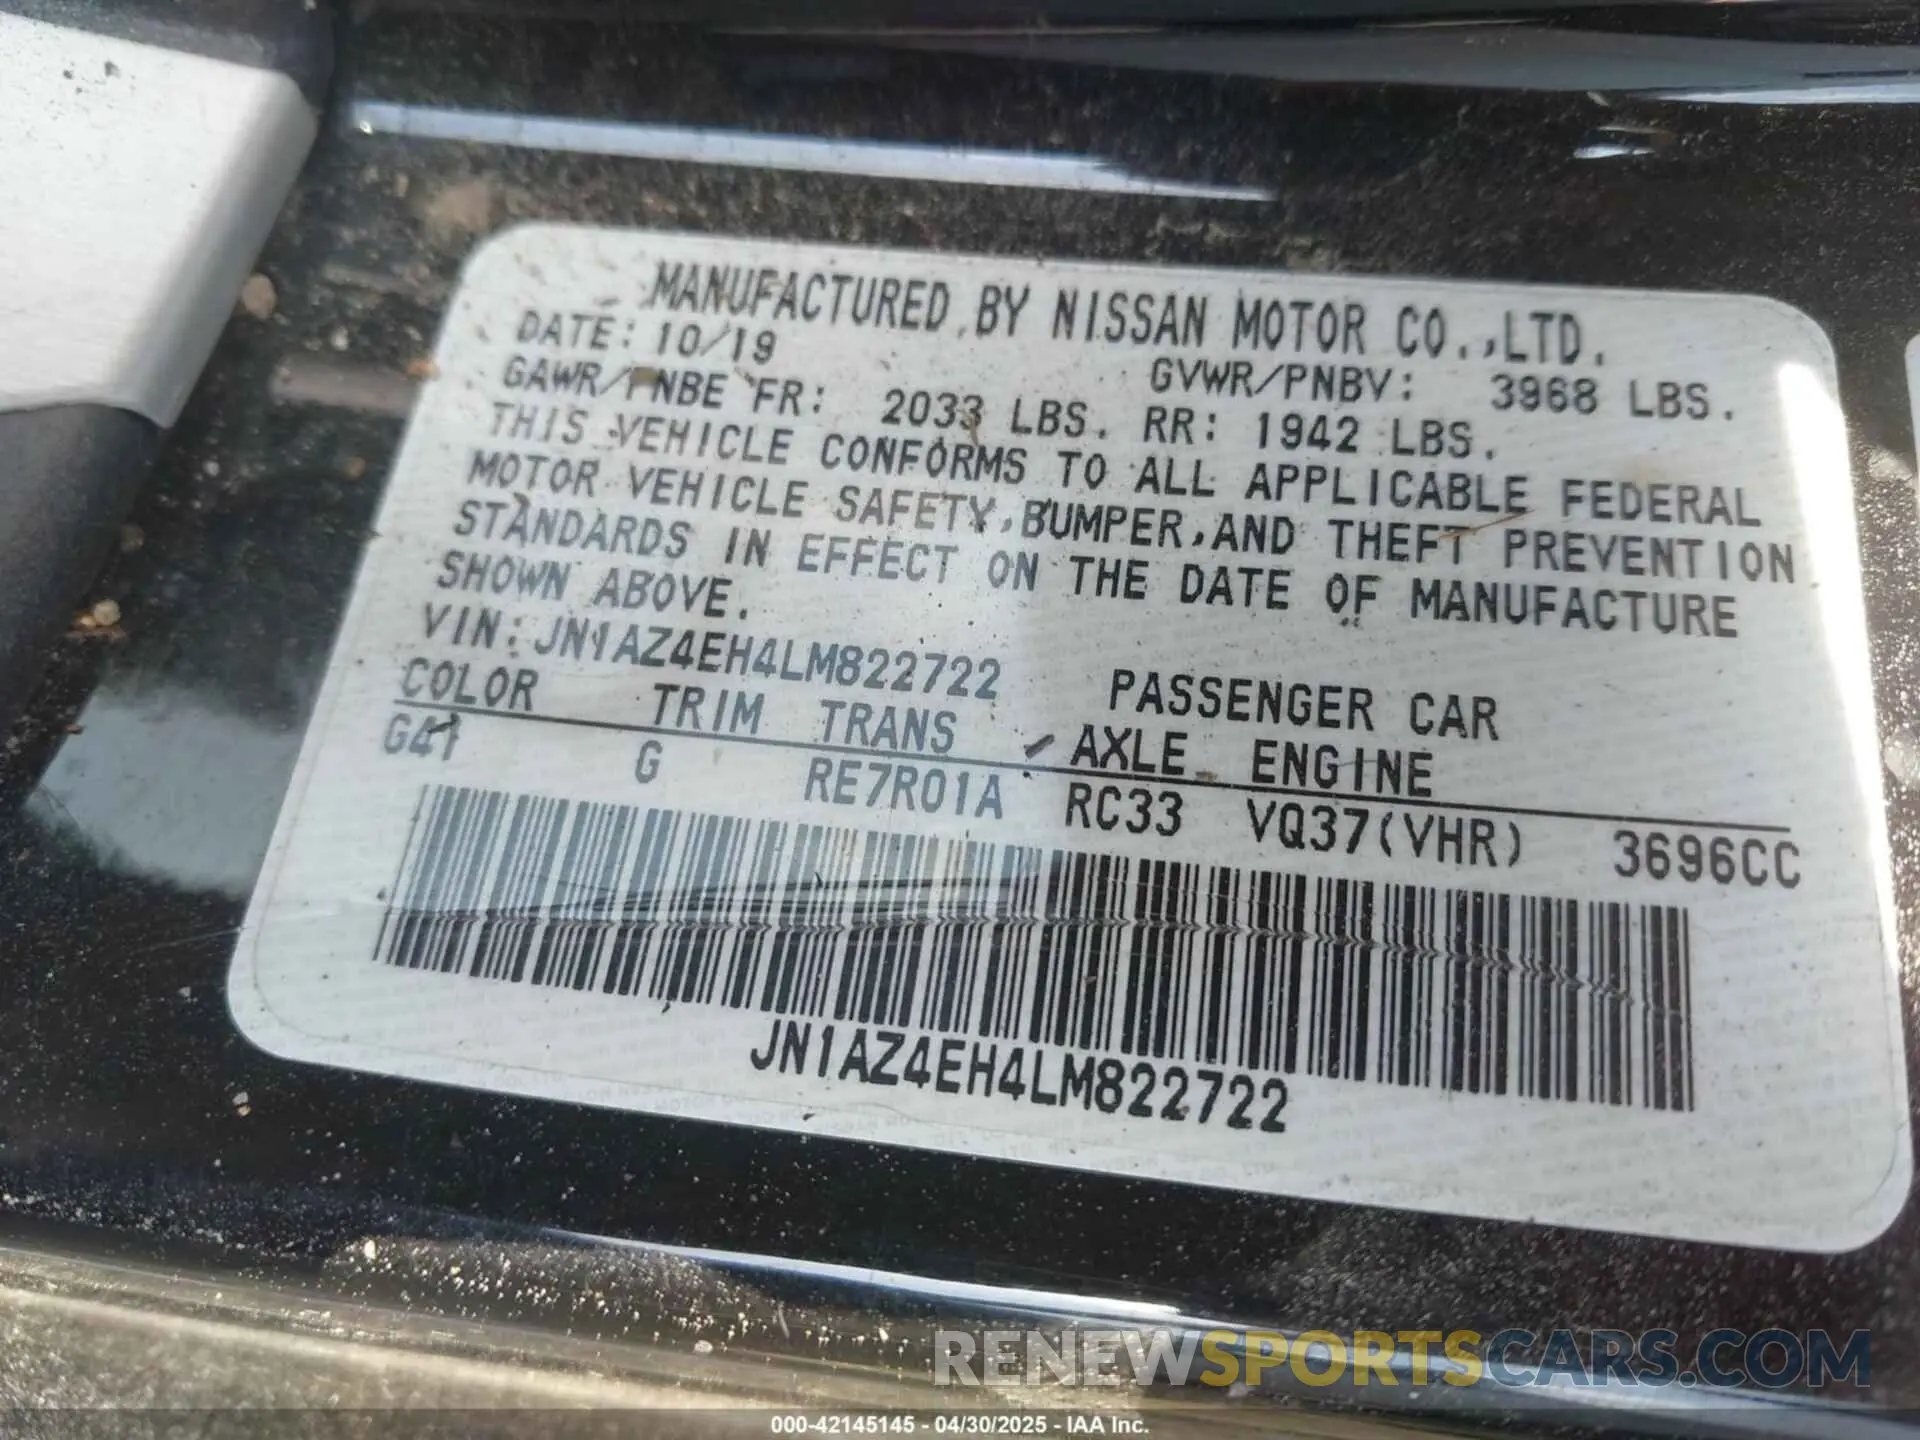 MANUFACTURED BY NISSAN MOTOR CO.,LTD.
DATE: 10/19 GVWR/PNBV: 3968 LBS.
GAWR/PNBE FR: 2033 LBS. RR: 1942 LBS.
THIS VEHICLE CONFORMS TO ALL APPLICABLE FEDERAL
MOTOR VEHICLE SAFETY,BUMPER,AND THEFT PREVENTION
STANDARDS IN EFFECT ON THE DATE OF MANUFACTURE
SHOWN ABOVE.
VIN: JN1AZ4EH4LM822722 PASSENGER CAR
COLOR TRIM TRANS AXLE ENGINE
G41 G RE7R01A RC33 VQ37(VHR) 3696CC
JN1AZ4EH4LM822722
RENEWSPORTSCARS.COM
000-42145145 - 04/30/2025 - IAA Inc.